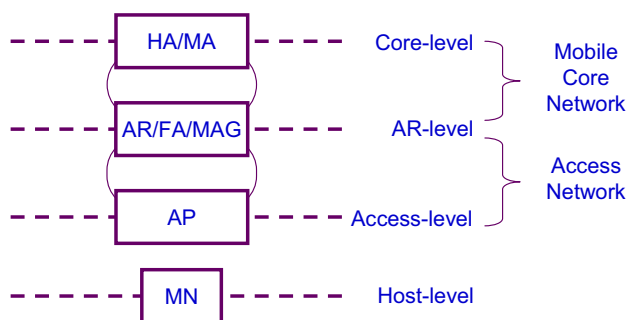 HA/MA
Core-level
Mobile
Core
Network
AR/FA/MAG
AR-level
Access
Network
AP
Access-level
MN
Host-level